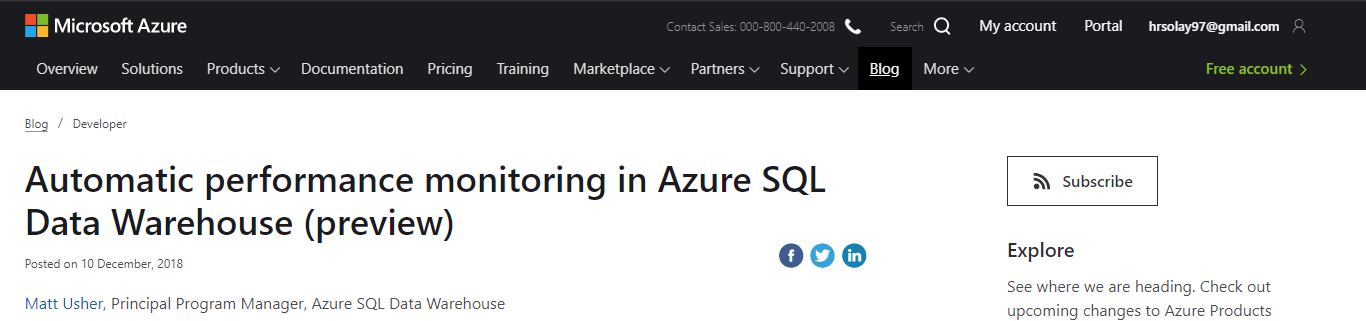 Microsoft Azure
Contact Sales: 000-800-440-2008
Search
My account
Portal
hrsolay97@gmail.com
Overview
Solutions
Products
Documentation
Pricing
Training
Marketplace
Partners
Support
Blog
More
Free account
Blog / Developer
Automatic performance monitoring in Azure SQL
Data Warehouse (preview)
Posted on 10 December, 2018
Matt Usher, Principal Program Manager, Azure SQL Data Warehouse
Subscribe
Explore
See where we are heading. Check out
upcoming changes to Azure Products